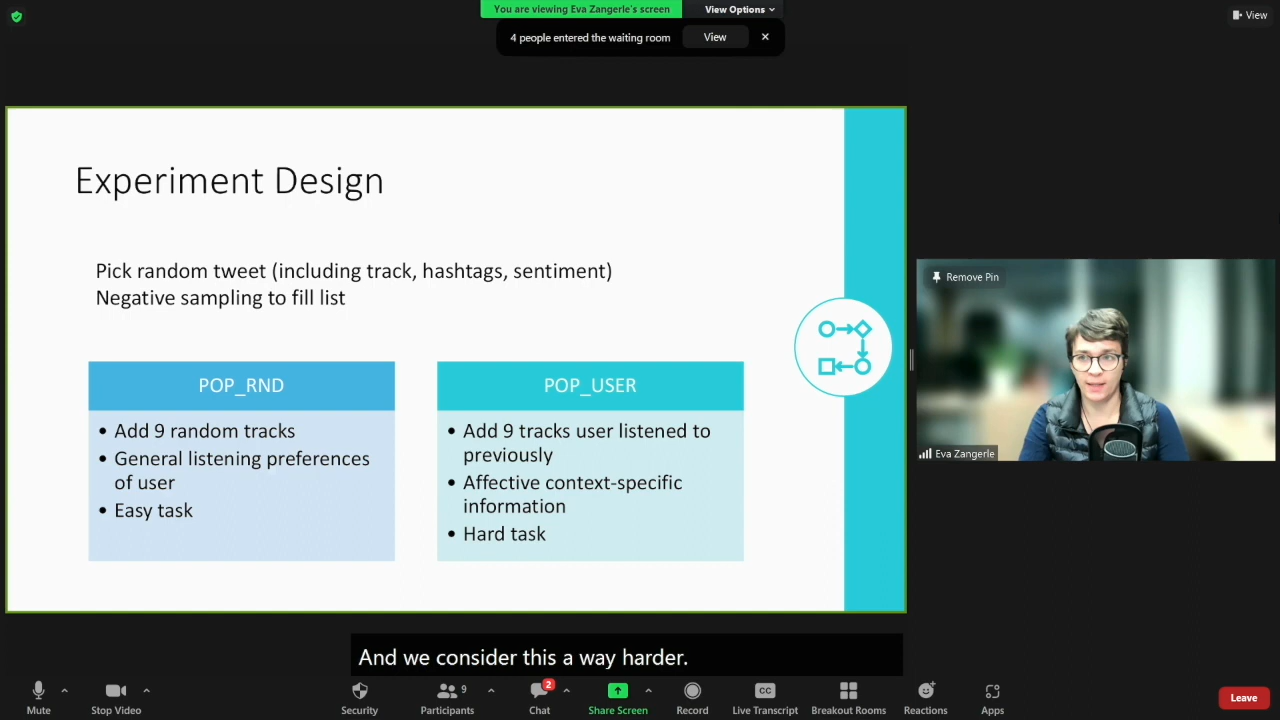 You are viewing Eva Zangerle's screen
View Options
View
4 people entered the waiting room
View
Experiment Design
Pick random tweet (including track, hashtags, sentiment)
Negative sampling to fill list
POP_RND
• Add 9 random tracks
• General listening preferences
of user
• Easy task
POP_USER
• Add 9 tracks user listened to
previously
• Affective context-specific
information
• Hard task
Remove Pin
Eva Zangerle
And we consider this a way harder.
Mute
Stop Video
Security
9
Participants
2
Chat
Share Screen
Record
CC
Live Transcript
Breakout Rooms
Reactions
Apps
Leave